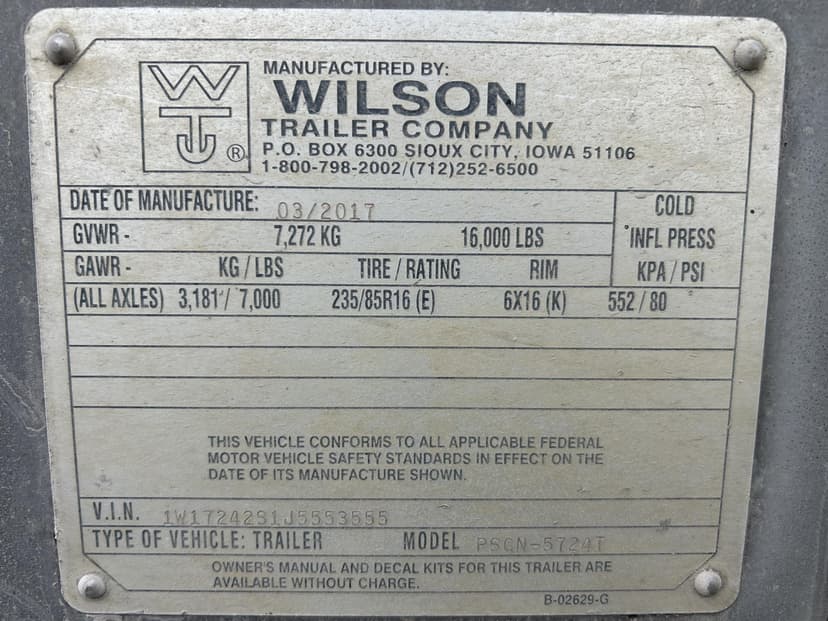 WT ®
MANUFACTURED BY:
WILSON
TRAILER COMPANY
P.O. BOX 6300 SIOUX CITY, IOWA 51106
1-800-798-2002/(712)252-6500
DATE OF MANUFACTURE: 03/2017
COLD
GVWR - 7,272 KG 16,000 LBS
INFL PRESS
GAWR - KG / LBS TIRE / RATING RIM KPA / PSI
(ALL AXLES) 3,181 / 7,000 235/85R16 (E) 6X16 (K) 552 / 80
THIS VEHICLE CONFORMS TO ALL APPLICABLE FEDERAL
MOTOR VEHICLE SAFETY STANDARDS IN EFFECT ON THE
DATE OF ITS MANUFACTURE SHOWN.
V.I.N. 1W17242S1J5553555
TYPE OF VEHICLE: TRAILER MODEL PSGN-5724T
OWNER'S MANUAL AND DECAL KITS FOR THIS TRAILER ARE
AVAILABLE WITHOUT CHARGE.
B-02629-G